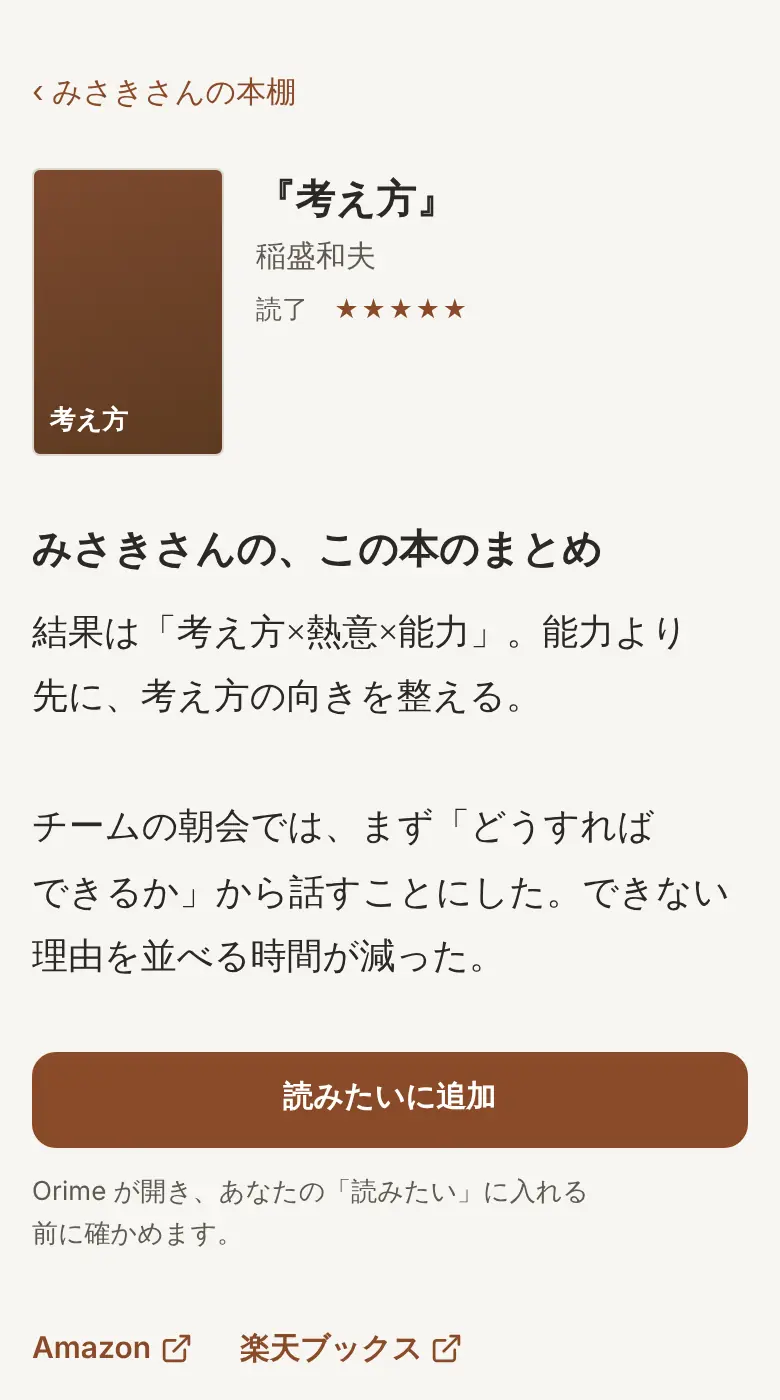 ‹ みさきさんの本棚
『考え方』
稲盛和夫
読了 ★★★★★
考え方
みさきさんの、この本のまとめ
結果は「考え方×熱意×能力」。能力より
先に、考え方の向きを整える。
チームの朝会では、まず「どうすれば
できるか」から話すことにした。できない
理由を並べる時間が減った。
読みたいに追加
Orime が開き、あなたの「読みたい」に入れる
前に確かめます。
Amazon 楽天ブックス